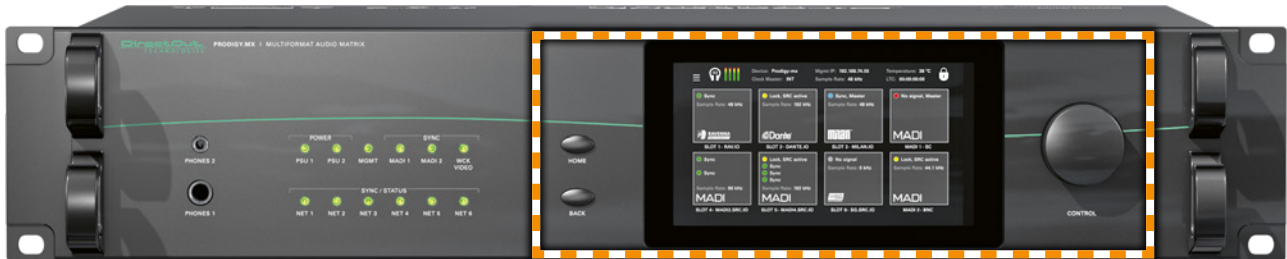 DirectOut
TECHNOLOGIES
PRODIGY.MX | MULTIFORMAT AUDIO MATRIX
PHONES 2
PHONES 1
POWER
SYNC
PSU 1 PSU 2 MGMT MADI 1 MADI 2 WCK VIDEO
SYNC / STATUS
NET 1 NET 2 NET 3 NET 4 NET 5 NET 6
HOME
BACK
Device: Prodigy-mx Mgmt-IP: 192.168.74.55 Temperature: 38 °C
Clock Master: INT Sample Rate: 48 kHz LTC: 00:00:00:00
Sync
Sample Rate: 48 kHz
RAVENNA
SLOT 1- RAV.IO
Lock, SRC active
Sample Rate: 192 kHz
Dante
SLOT 2- DANTE.IO
Sync, Master
Sample Rate: 48 kHz
MILAN
SLOT 3- MILAN.IO
No signal, Master
MADI
MADI 1 - SC
Sync
Sync
Sample Rate: 96 kHz
MADI
SLOT 4- MADI2.SRC.IO
Lock, SRC active
Sync
Sync
Sync
Sample Rate: 192 kHz
MADI
SLOT 5- MADI4.SRC.IO
No signal
Sample Rate: 0 kHz
SLOT 6- SG.SRC.IO
Lock, SRC active
Sample Rate: 44.1 kHz
MADI
MADI 2 - BNC
CONTROL